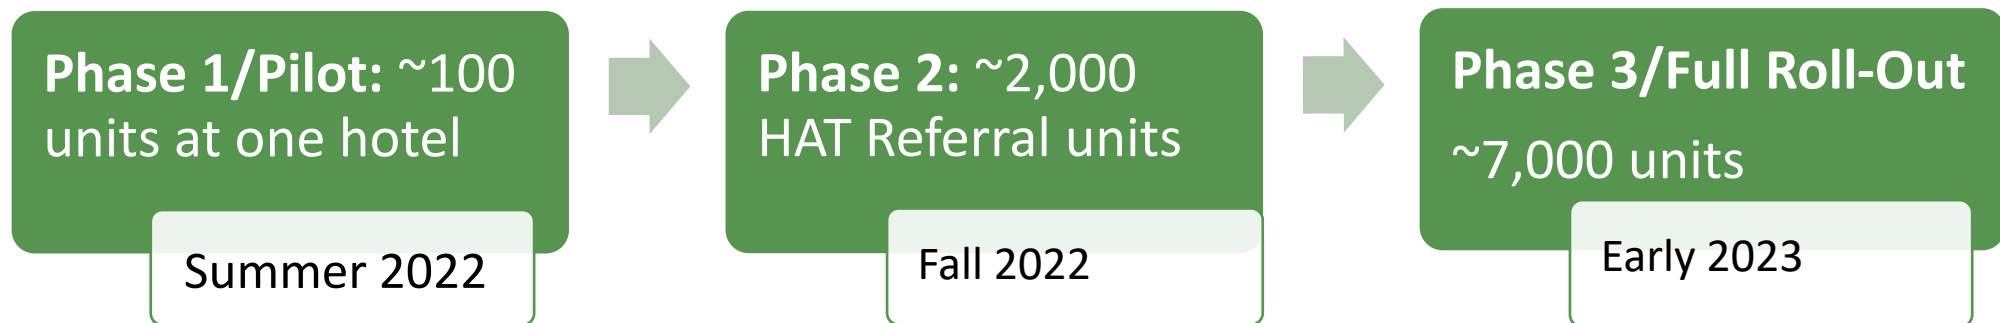 Phase 1/Pilot: ~100
units at one hotel
Summer 2022
Phase 2: ~2,000
HAT Referral units
Fall 2022
Phase 3/Full Roll-Out
~7,000 units
Early 2023